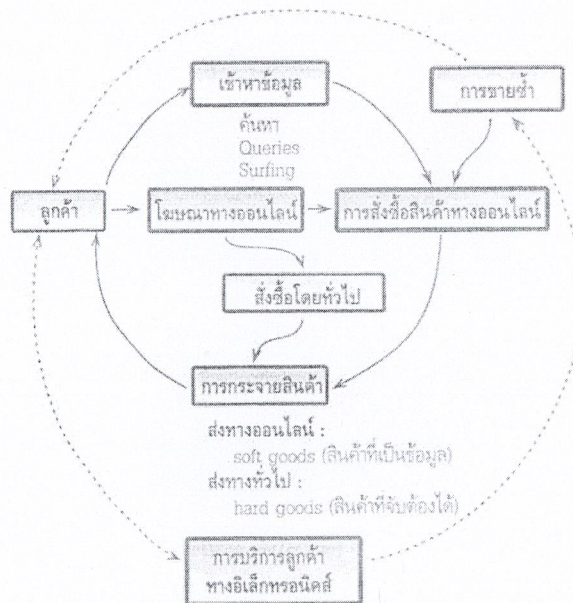 เข้าหาข้อมูล
การขายซ้ำ
ค้นหา
Queries
Surfing
ลูกค้า
โฆษณาทางออนไลน์
การสั่งซื้อสินค้าทางออนไลน์
สั่งซื้อโดยทั่วไป
การกระจายสินค้า
ส่งทางออนไลน์ :
soft goods (สินค้าที่เป็นข้อมูล)
ส่งทางทั่วไป :
hard goods (สินค้าที่จับต้องได้)
การบริการลูกค้า
ทางอิเล็กทรอนิคส์